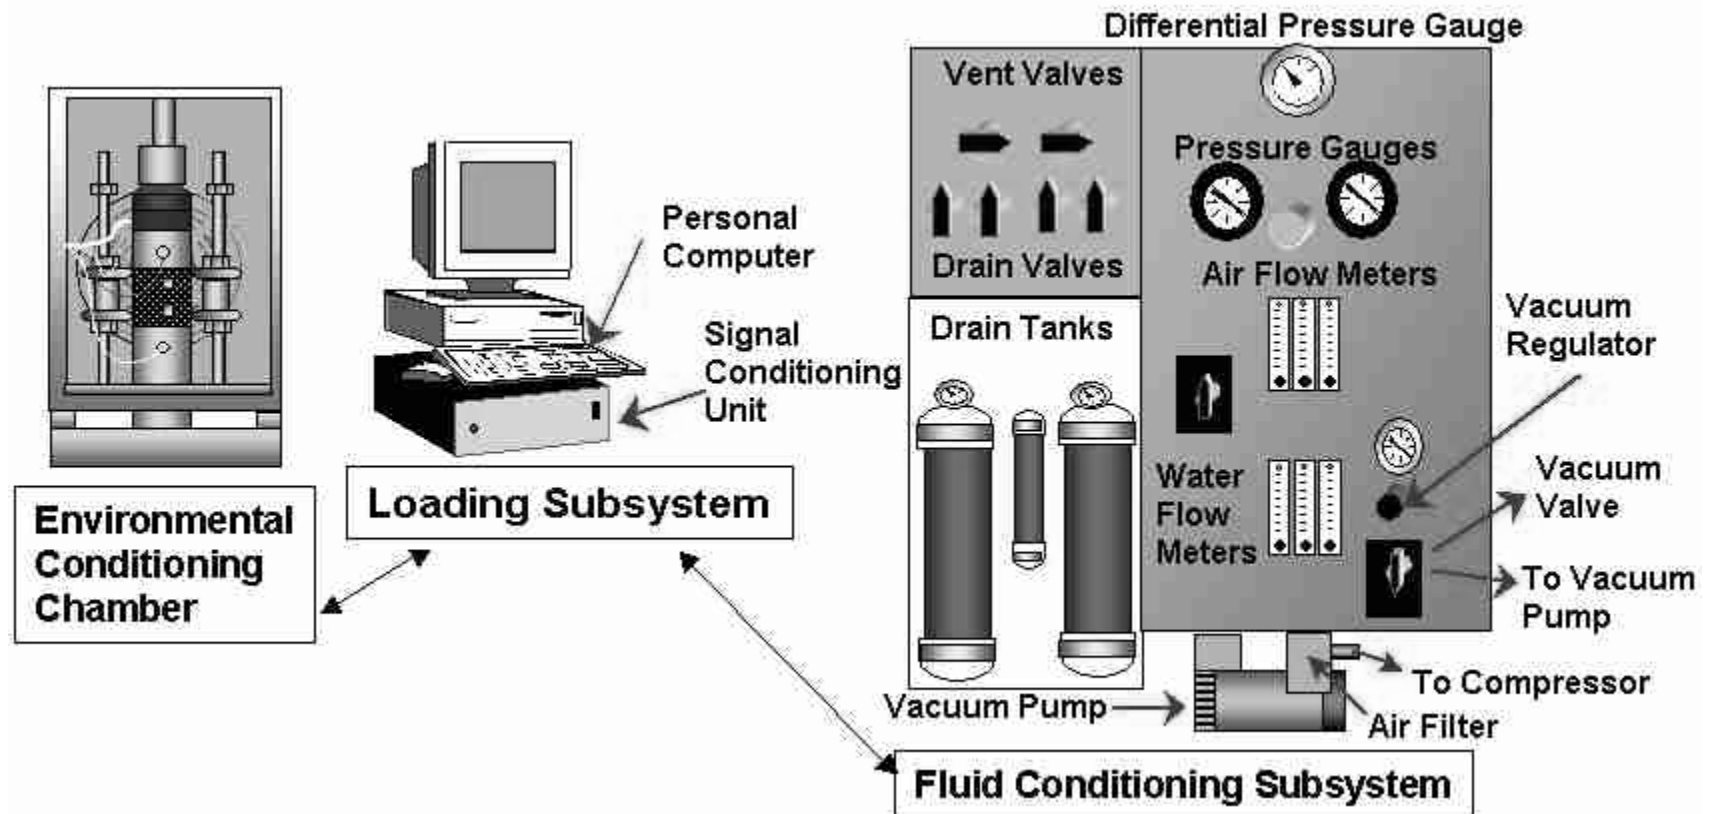 Differential Pressure Gauge
Vent Valves
Pressure Gauges
Drain Valves
Air Flow Meters
Personal
Computer
Signal
Conditioning
Unit
Drain Tanks
Vacuum
Regulator
Water
Flow
Meters
Vacuum
Valve
To Vacuum
Pump
Environmental
Conditioning
Chamber
Loading Subsystem
To Compressor
Vacuum Pump
Air Filter
Fluid Conditioning Subsystem